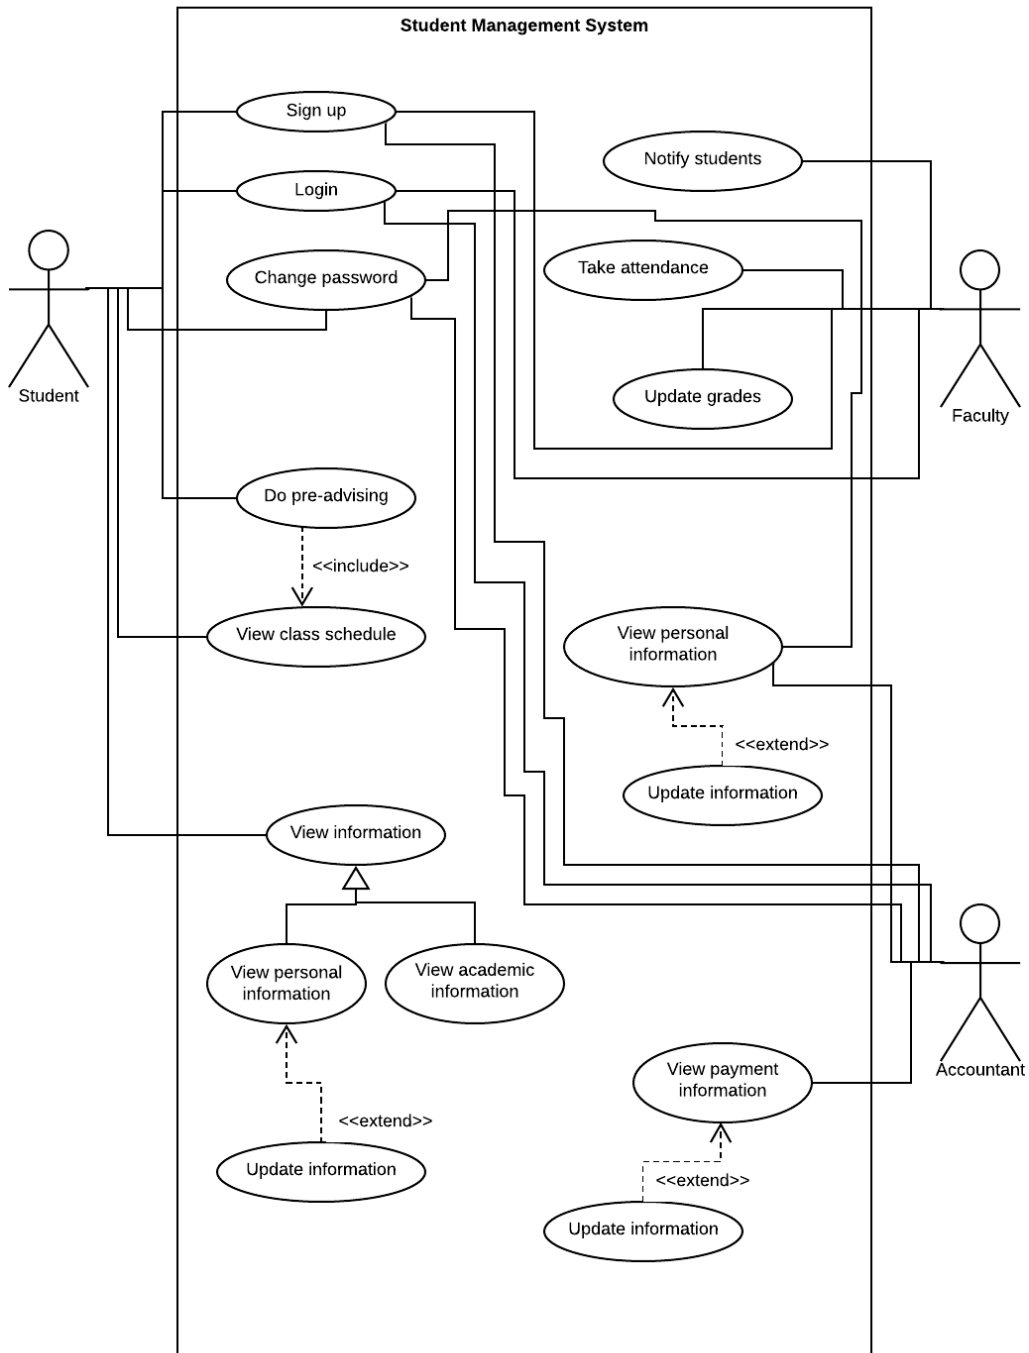 Student Management System
Sign up
Notify students
Login
Take attendance
Change password
Student
Update grades
Faculty
Do pre-advising
<<include>>
View class schedule
View personal
information
<<extend>>
Update information
View information
View personal
information
View academic
information
Accountant
View payment
information
<<extend>>
Update information
<<extend>>
Update information